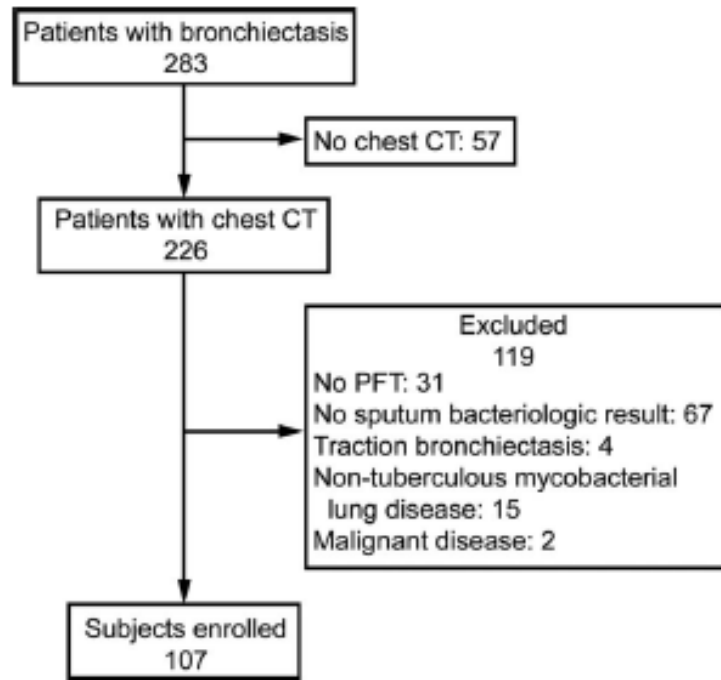 Patients with bronchiectasis
283
No chest CT: 57
Patients with chest CT
226
Excluded
119
No PFT: 31
No sputum bacteriologic result: 67
Traction bronchiectasis: 4
Non-tuberculous mycobacterial
lung disease: 15
Malignant disease: 2
Subjects enrolled
107